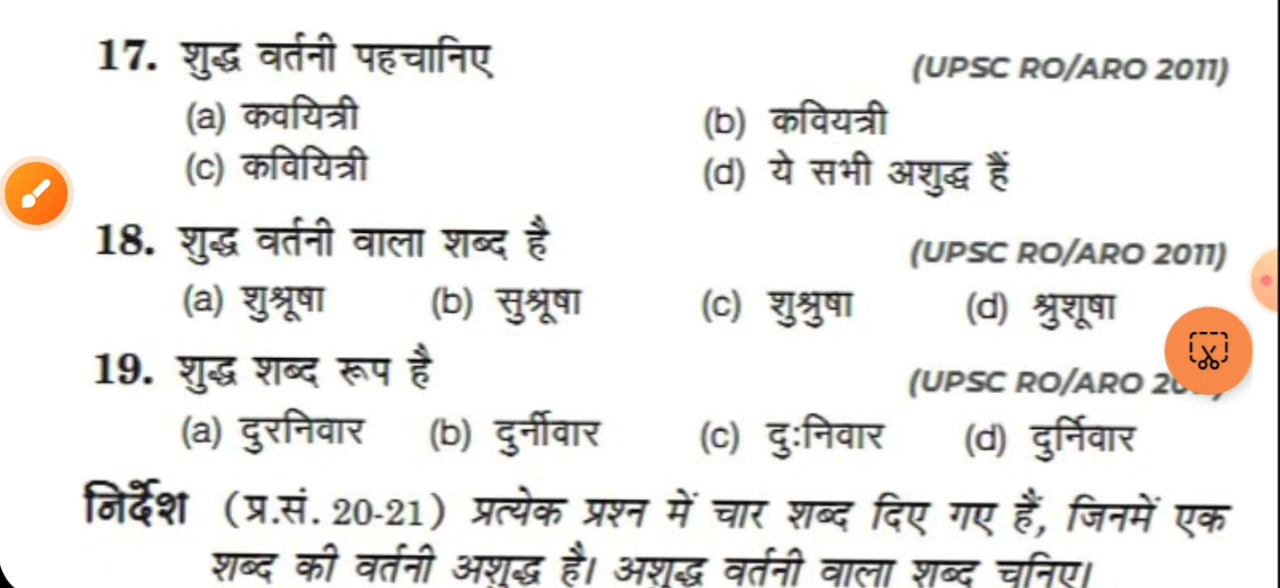 17. शुद्ध वर्तनी पहचानिए (UPSC RO/ARO 2011)
(a) कवयित्री (b) कवियत्री
(c) कवियित्री (d) ये सभी अशुद्ध हैं
18. शुद्ध वर्तनी वाला शब्द है (UPSC RO/ARO 2011)
(a) शुश्रूषा (b) सुश्रूषा (c) शुश्रुषा (d) श्रुशूषा
19. शुद्ध शब्द रूप है (UPSC RO/ARO
(a) दुरनिवार (b) दुर्नीवार (c) दुःनिवार (d) दुर्निवार
निर्देश (प्र.सं. 20-21) प्रत्येक प्रश्न में चार शब्द दिए गए हैं, जिनमें एक
शब्द की वर्तनी अशुद्ध है। अशुद्ध वर्तनी वाला शब्द चुनिए।